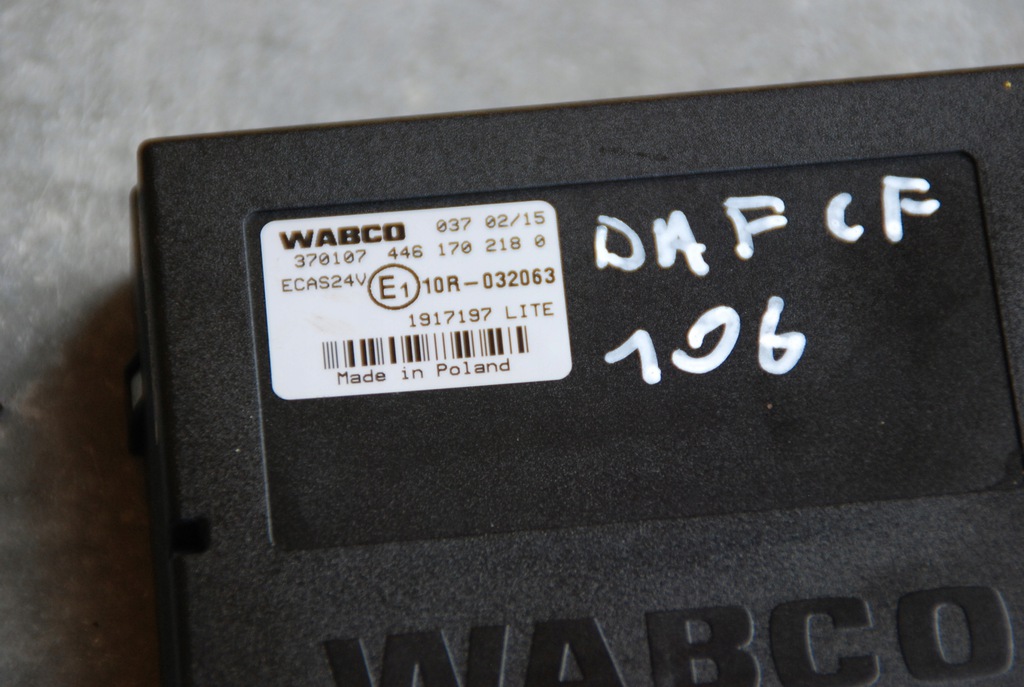 WABCO 037 02/15
370107 446 170 218 0
ECAS24V E1 10R-032063
1917197 LITE
Made in Poland
DAF CF
106
WABCO